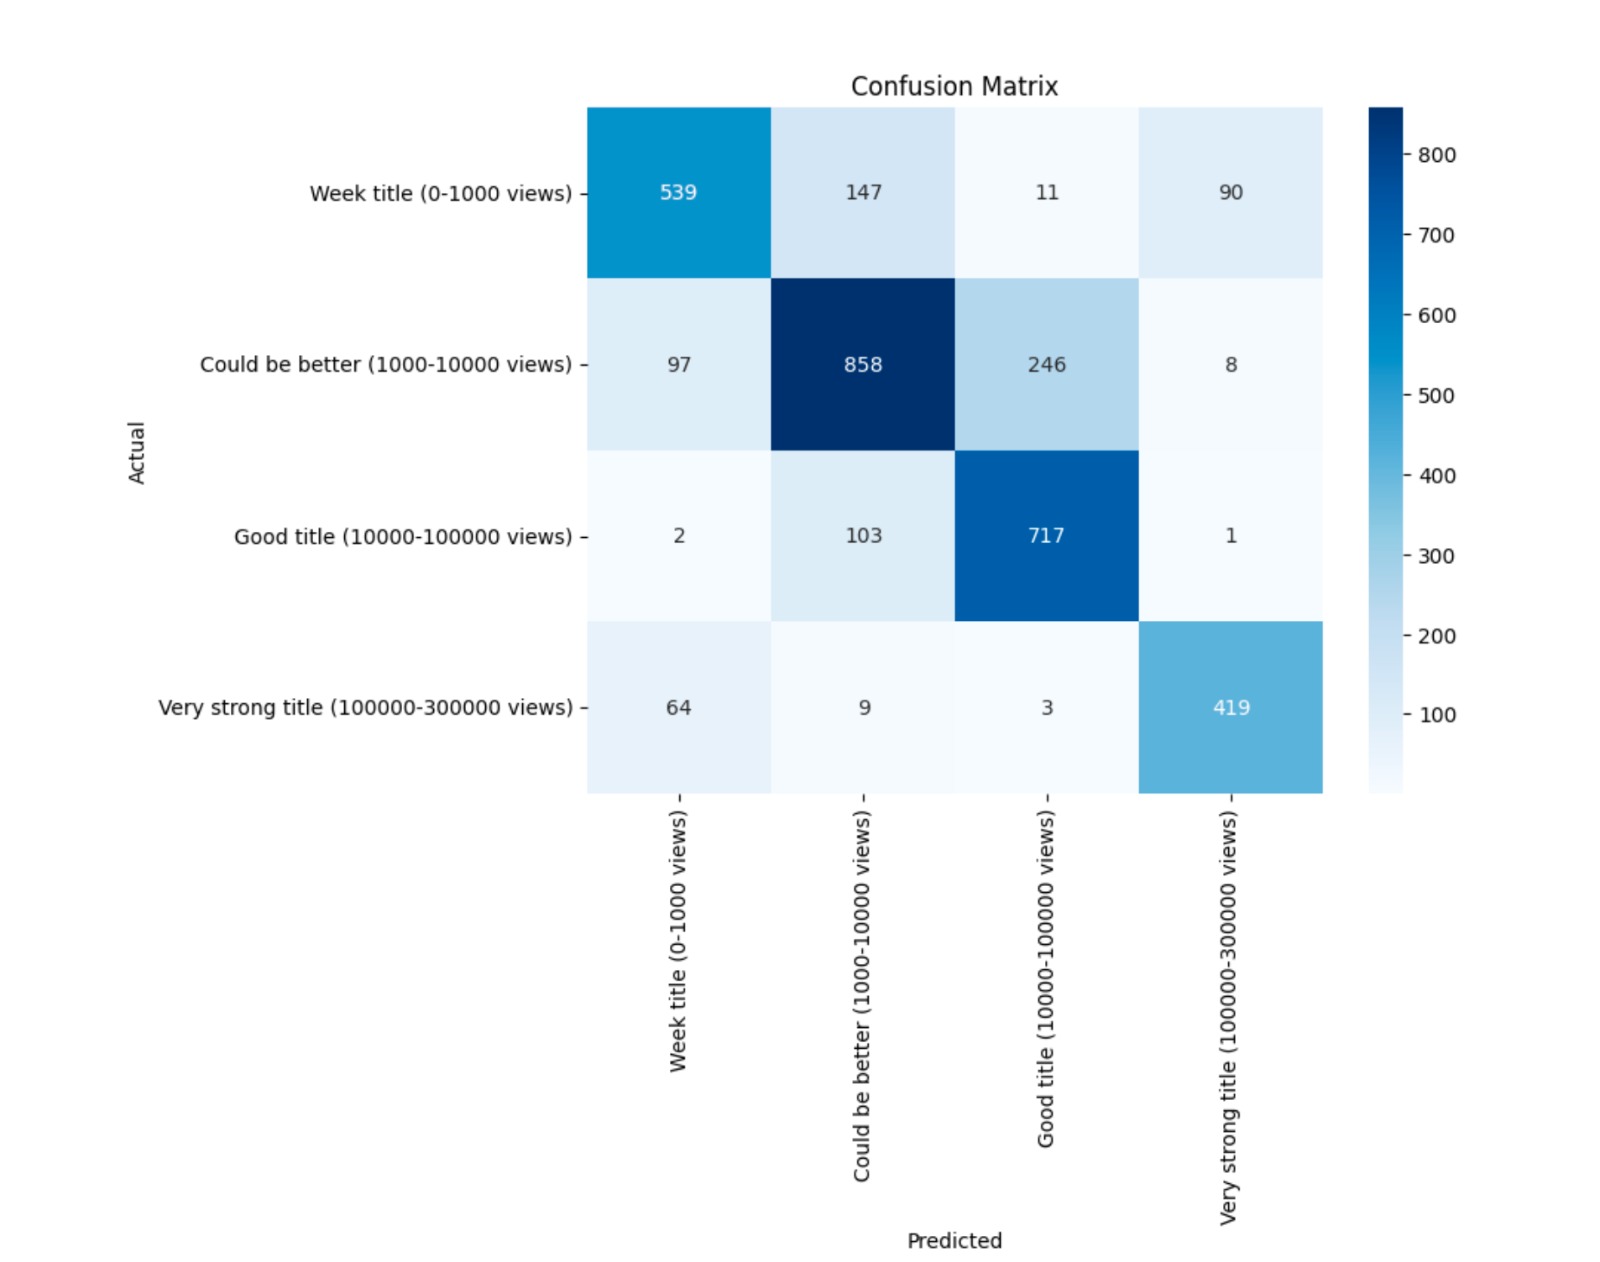 Confusion Matrix
Week title (0-1000 views)
539 147 11 90
Could be better (1000-10000 views)
97 858 246 8
Good title (10000-100000 views)
2 103 717 1
Very strong title (100000-300000 views)
64 9 3 419
Actual
800
700
600
500
400
300
200
100
Week title (0-1000 views)
Could be better (1000-10000 views)
Good title (10000-100000 views)
Very strong title (100000-300000 views)
Predicted